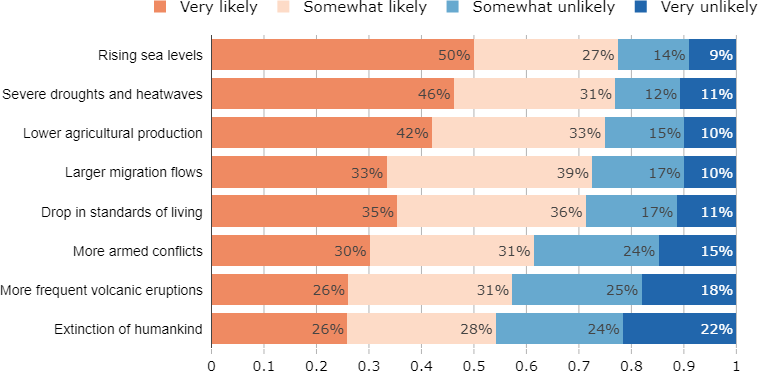 Very likely Somewhat likely Somewhat unlikely Very unlikely
Rising sea levels 50% 27% 14% 9%
Severe droughts and heatwaves 46% 31% 12% 11%
Lower agricultural production 42% 33% 15% 10%
Larger migration flows 33% 39% 17% 10%
Drop in standards of living 35% 36% 17% 11%
More armed conflicts 30% 31% 24% 15%
More frequent volcanic eruptions 26% 31% 25% 18%
Extinction of humankind 26% 28% 24% 22%
0 0.1 0.2 0.3 0.4 0.5 0.6 0.7 0.8 0.9 1